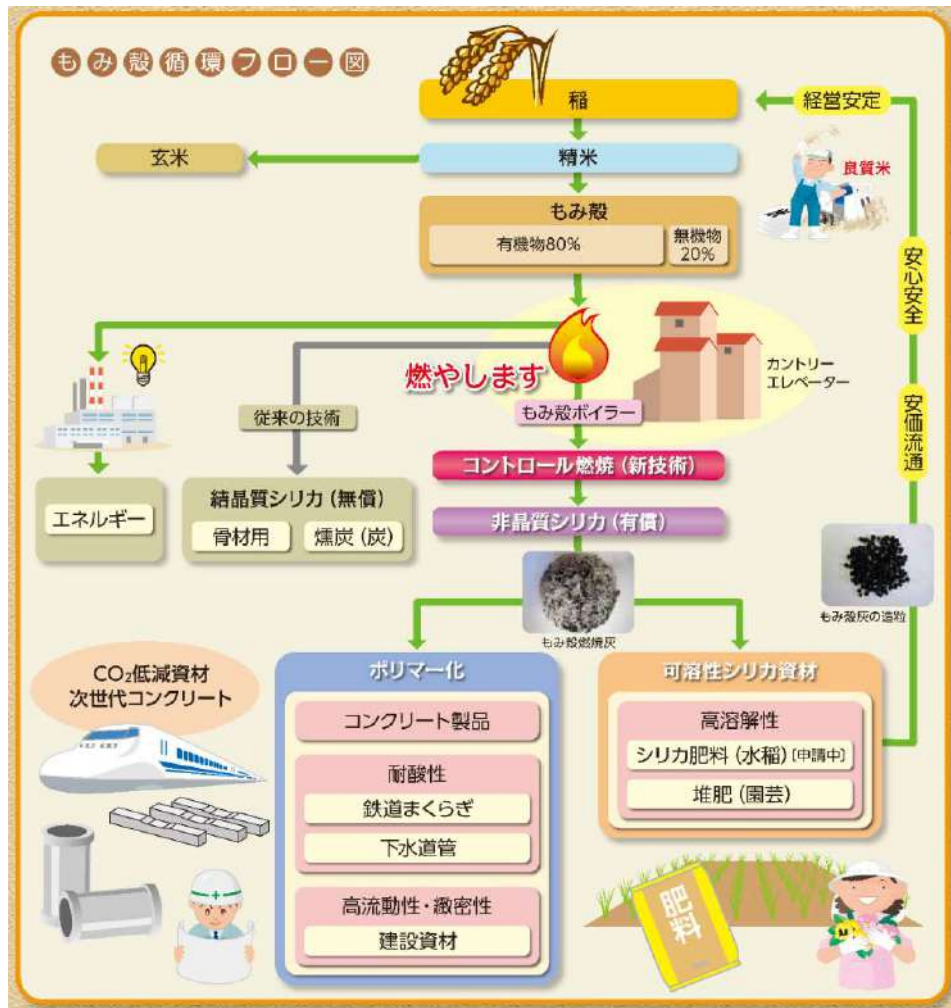 もみ殻循環フロー図
稲
経営安定
玄米
精米
良質米
もみ殻
有機物80%
無機物
20%
安心安全
燃やします
カントリー
エレベーター
従来の技術
もみ殻ボイラー
安価流通
コントロール燃焼（新技術）
エネルギー
結晶質シリカ（無償）
骨材用
燻炭（炭）
非晶質シリカ（有償）
もみ殻灰の造粒
もみ殻燃焼灰
CO₂低減資材
次世代コンクリート
ポリマー化
コンクリート製品
耐酸性
鉄道まくらぎ
下水道管
高流動性・緻密性
建設資材
可溶性シリカ資材
高溶解性
シリカ肥料（水稲）［申請中］
堆肥（園芸）
肥料